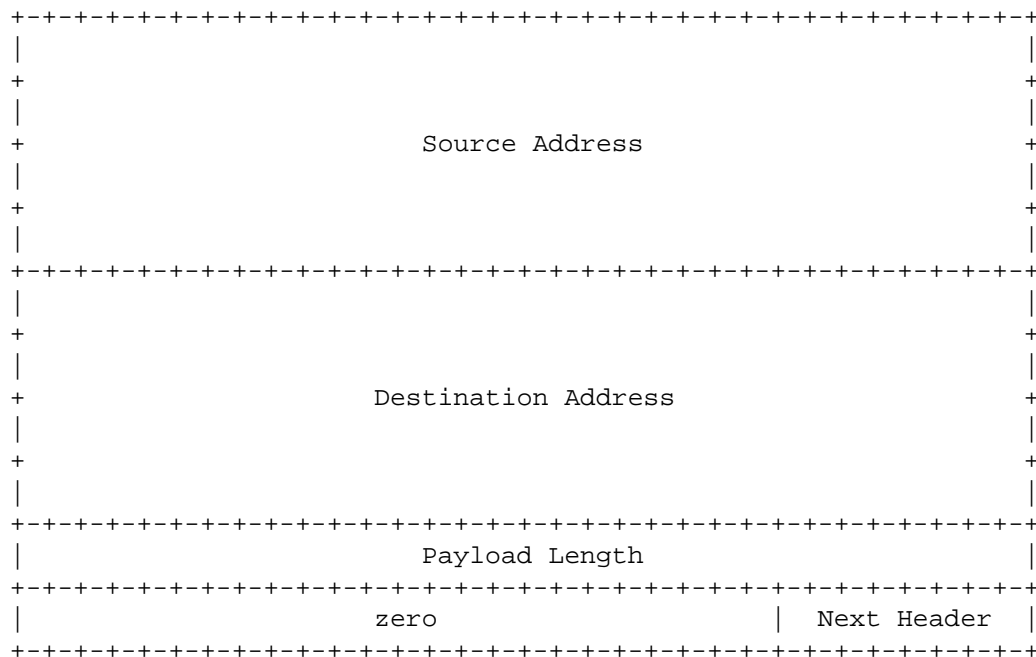 Source Address
Destination Address
Payload Length
zero Next Header